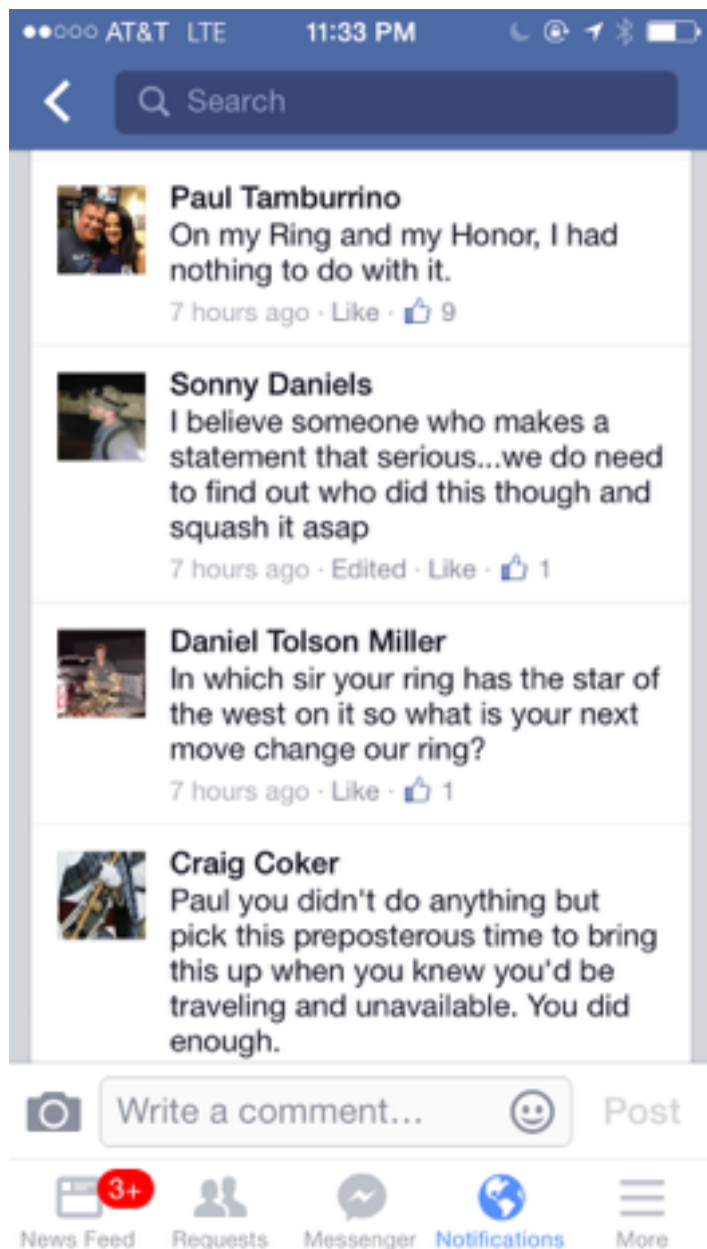 AT&T LTE 11:33 PM
Search
Paul Tamburrino
On my Ring and my Honor, I had
nothing to do with it.
7 hours ago · Like · 9
Sonny Daniels
I believe someone who makes a
statement that serious...we do need
to find out who did this though and
squash it asap
7 hours ago · Edited · Like · 1
Daniel Tolson Miller
In which sir your ring has the star of
the west on it so what is your next
move change our ring?
7 hours ago · Like · 1
Craig Coker
Paul you didn't do anything but
pick this preposterous time to bring
this up when you knew you'd be
traveling and unavailable. You did
enough.
Write a comment... Post
3+
News Feed Requests Messenger Notifications More